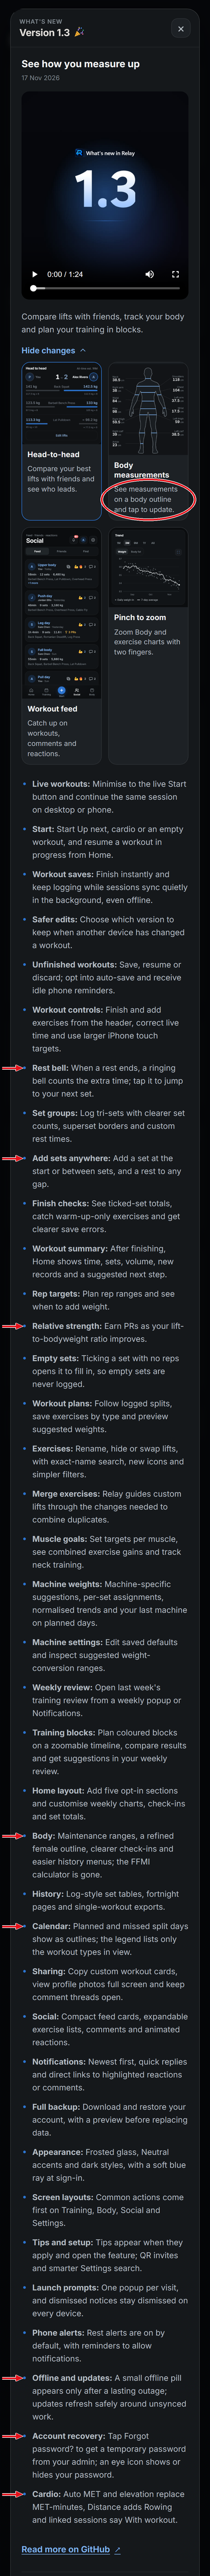 WHAT'S NEW
Version 1.3 🎉
See how you measure up
17 Nov 2026
What's new in Relay
1.3
0:00 / 1:24
Compare lifts with friends, track your body
and plan your training in blocks.
Hide changes
Head-to-head
Head-to-head
Compare your best
lifts with friends and
see who leads.
Body
measurements
See measurements
on a body outline
and tap to update.
Social
Workout feed
Catch up on
workouts,
comments and
reactions.
Trend
Pinch to zoom
Zoom Body and
exercise charts with
two fingers.
Live workouts: Minimise to the live Start
button and continue the same session
on desktop or phone.
Start: Start Up next, cardio or an empty
workout, and resume a workout in
progress from Home.
Workout saves: Finish instantly and
keep logging while sessions sync quietly
in the background, even offline.
Safer edits: Choose which version to
keep when another device has changed
a workout.
Unfinished workouts: Save, resume or
discard; opt into auto-save and receive
idle phone reminders.
Workout controls: Finish and add
exercises from the header, correct live
time and use larger iPhone touch
targets.
Rest bell: When a rest ends, a ringing
bell counts the extra time; tap it to jump
to your next set.
Set groups: Log tri-sets with clearer set
counts, superset borders and custom
rest times.
Add sets anywhere: Add a set at the
start or between sets, and a rest to any
gap.
Finish checks: See ticked-set totals,
catch warm-up-only exercises and get
clearer save errors.
Workout summary: After finishing,
Home shows time, sets, volume, new
records and a suggested next step.
Rep targets: Plan rep ranges and see
when to add weight.
Relative strength: Earn PRs as your lift-
to-bodyweight ratio improves.
Empty sets: Ticking a set with no reps
opens it to fill in, so empty sets are
never logged.
Workout plans: Follow logged splits,
save exercises by type and preview
suggested weights.
Exercises: Rename, hide or swap lifts,
with exact-name search, new icons and
simpler filters.
Merge exercises: Relay guides custom
lifts through the changes needed to
combine duplicates.
Muscle goals: Set targets per muscle,
see combined exercise gains and track
neck training.
Machine weights: Machine-specific
suggestions, per-set assignments,
normalised trends and your last machine
on planned days.
Machine settings: Edit saved defaults
and inspect suggested weight-
conversion ranges.
Weekly review: Open last week's
training review from a weekly popup or
Notifications.
Training blocks: Plan coloured blocks
on a zoomable timeline, compare results
and get suggestions in your weekly
review.
Home layout: Add five opt-in sections
and customise weekly charts, check-ins
and set totals.
Body: Maintenance ranges, a refined
female outline, clearer check-ins and
easier history menus; the FFMI
calculator is gone.
History: Log-style set tables, fortnight
pages and single-workout exports.
Calendar: Planned and missed split days
show as outlines; the legend lists only
the workout types in view.
Sharing: Copy custom workout cards,
view profile photos full screen and keep
comment threads open.
Social: Compact feed cards, expandable
exercise lists, comments and animated
reactions.
Notifications: Newest first, quick replies
and direct links to highlighted reactions
or comments.
Full backup: Download and restore your
account, with a preview before replacing
data.
Appearance: Frosted glass, Neutral
accents and dark styles, with a soft blue
ray at sign-in.
Screen layouts: Common actions come
first on Training, Body, Social and
Settings.
Tips and setup: Tips appear when they
apply and open the feature; QR invites
and smarter Settings search.
Launch prompts: One popup per visit,
and dismissed notices stay dismissed on
every device.
Phone alerts: Rest alerts are on by
default, with reminders to allow
notifications.
Offline and updates: A small offline pill
appears only after a lasting outage;
updates refresh safely around unsynced
work.
Account recovery: Tap Forgot
password? to get a temporary password
from your admin; an eye icon shows or
hides your password.
Cardio: Auto MET and elevation replace
MET-minutes, Distance adds Rowing
and linked sessions say With workout.
Read more on GitHub ↗